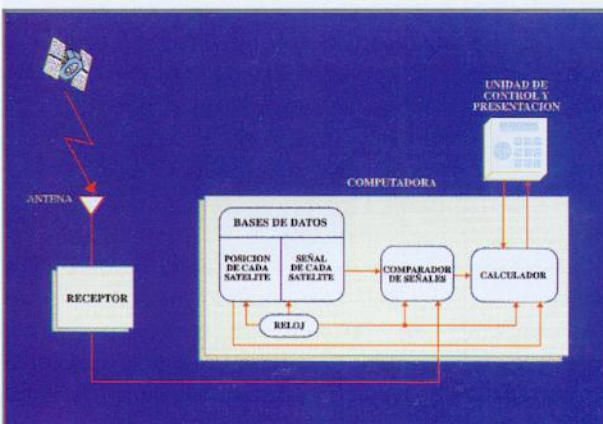 UNIDAD DE
CONTROL Y
PRESENTACION
COMPUTADORA
ANTENA
BASES DE DATOS
POSICION
DE CADA
SATELITE
SEÑAL
DE CADA
SATELITE
COMPARADOR
DE SEÑALES
CALCULADOR
RECEPTOR
RELOJ